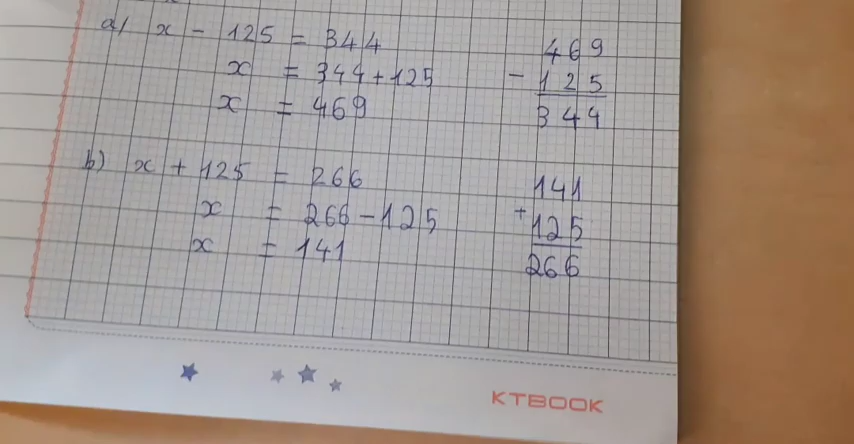 a) x - 125 = 344
x = 344 + 125
x = 469
469
- 125
344
b) x + 125 = 266
x = 266 - 125
x = 141
141
+ 125
266
KTBOOK